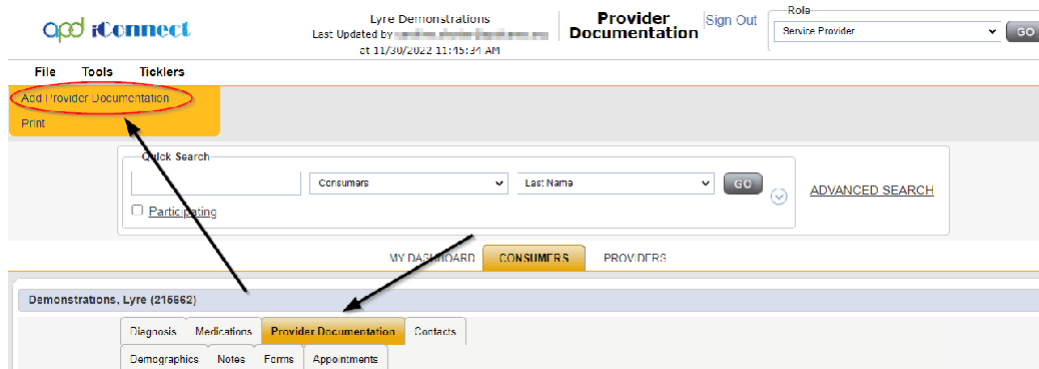 apd iConnect
Lyre Demonstrations
Last Updated by
at 11/30/2022 11:45:34 AM
Provider
Documentation
Sign Out
Role
Service Provider
GO
File Tools Ticklers
Add Provider Documentation
Print
Quick Search
Consumers
Last Name
GO
ADVANCED SEARCH
Participating
MY DASHBOARD CONSUMERS PROVIDERS
Demonstrations, Lyre (215662)
Diagnosis Medications Provider Documentation Contacts
Demographics Notes Forms Appointments